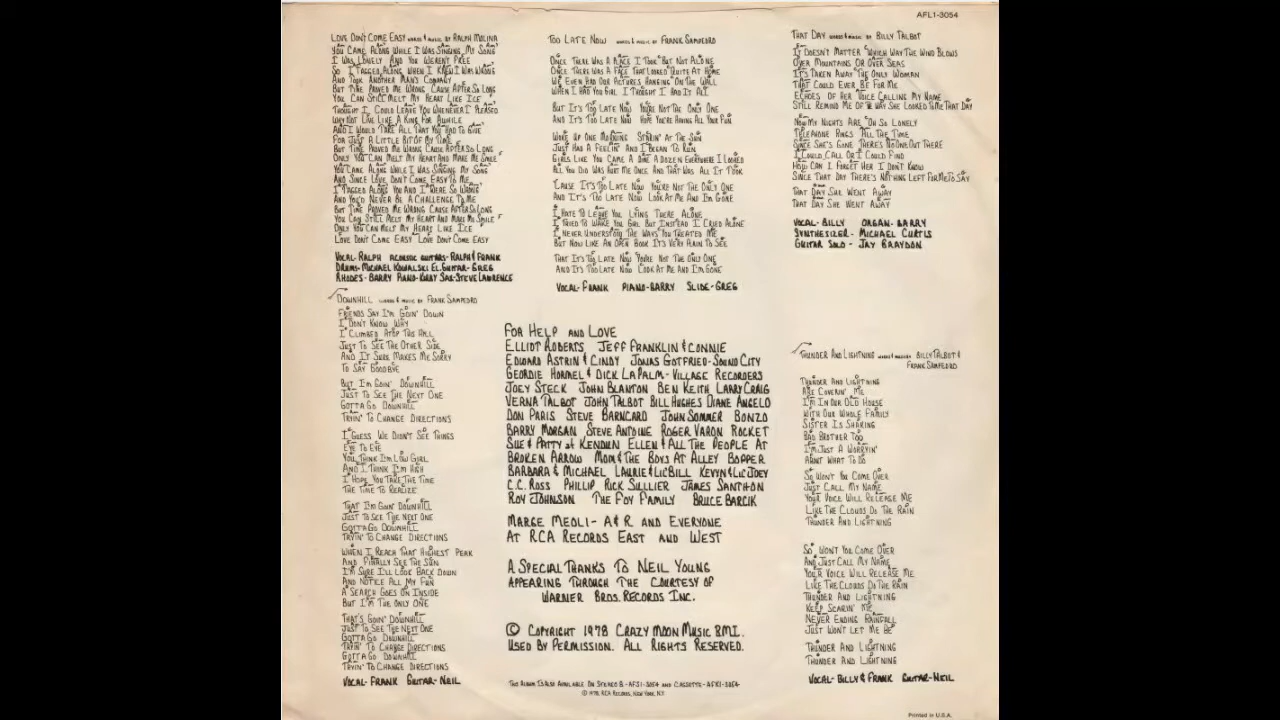 AFL1-3054
LOVE DON'T COME EASY WORDS & MUSIC BY RALPH MOLINA
YOU CAME ALONG WHILE I WAS SINGING MY SONG
I WAS LONELY AND YOU WEREN'T FREE
SO I TAGGED ALONG WHEN I KNEW I WAS WRONG
AND TOOK ANOTHER MAN'S COMPANY
BUT TIME PROVED ME WRONG CAUSE AFTER SO LONG
YOU CAN STILL MELT MY HEART LIKE ICE
THOUGHT I COULD LEAVE YOU WHENEVER I PLEASED
WHY NOT LIVE LIKE A KING FOR AWHILE
AND I WOULD TAKE ALL THAT YOU HAD TO GIVE
FOR JUST A LITTLE BIT OF MY TIME
BUT TIME PROVED ME WRONG CAUSE AFTER SO LONG
ONLY YOU CAN MELT MY HEART AND MAKE ME SMILE
YOU CAME ALONG WHILE I WAS SINGING MY SONG
AND SINCE LOVE DON'T COME EASY TO ME
I TAGGED ALONG YOU AND I WERE SO WRONG
AND YOU'D NEVER BE A CHALLENGE TO ME
BUT TIME PROVED ME WRONG CAUSE AFTER SO LONG
YOU CAN STILL MELT MY HEART AND MAKE ME SMILE
ONLY YOU CAN MELT MY HEART LIKE ICE
LOVE DON'T COME EASY LOVE DON'T COME EASY
VOCAL-RALPH ACOUSTIC GUITARS-RALPH & FRANK
DRUMS-MICHAEL KOWALSKI EL.GUITAR-GREG
RHODES-BARRY PIANO-KIRBY SAX-STEVE LAWRENCE
DOWNHILL WORDS & MUSIC BY FRANK SAMPEDRO
FRIENDS SAY I'M GOIN' DOWN
I DON'T KNOW WHY
I CLIMBED ATOP THIS HILL
JUST TO SEE THE OTHER SIDE
AND IT SURE MAKES ME SORRY
TO SAY GOODBYE
BUT I'M GOIN' DOWNHILL
JUST TO SEE THE NEXT ONE
GOTTA GO DOWNHILL
TRYIN' TO CHANGE DIRECTIONS
I GUESS WE DIDN'T SEE THINGS
EYE TO EYE
YOU THINK I'M LOW GIRL
AND I THINK I'M HIGH
I HOPE YOU TAKE THE TIME
THE TIME TO REALIZE
THAT I'M GOIN' DOWNHILL
JUST TO SEE THE NEXT ONE
GOTTA GO DOWNHILL
TRYIN' TO CHANGE DIRECTIONS
WHEN I REACH THAT HIGHEST PEAK
AND FINALLY SEE THE SUN
I'M SURE I'LL LOOK BACK DOWN
AND NOTICE ALL MY FUN
A SEARCH GOES ON INSIDE
BUT I'M THE ONLY ONE
THAT'S GOIN' DOWNHILL
JUST TO SEE THE NEXT ONE
GOTTA GO DOWNHILL
TRYIN' TO CHANGE DIRECTIONS
GOTTA GO DOWNHILL
TRYIN' TO CHANGE DIRECTIONS
VOCAL-FRANK GUITAR-NEIL
TOO LATE NOW WORDS & MUSIC BY FRANK SAMPEDRO
ONCE THERE WAS A PLACE I TOOK BUT NOT ALONE
ONCE THERE WAS A FACE THAT LOOKED QUITE AT HOME
WE EVEN HAD OUR PICTURES HANGING ON THE WALL
WHEN I HAD YOU GIRL I THOUGHT I HAD IT ALL
BUT IT'S TOO LATE NOW YOU'RE NOT THE ONLY ONE
AND IT'S TOO LATE NOW HOPE YOU'RE HAVING ALL YOUR FUN
WOKE UP ONE MORNING STARIN' AT THE SUN
JUST HAD A FEELIN' AND I BEGAN TO RUN
GIRLS LIKE YOU COME A DIME A DOZEN EVERYWHERE I LOOKED
ALL YOU DID WAS HURT ME ONCE AND THAT WAS ALL IT TOOK
'CAUSE IT'S TOO LATE NOW YOU'RE NOT THE ONLY ONE
AND IT'S TOO LATE NOW LOOK AT ME AND I'M GONE
I HATE TO LEAVE YOU LYING THERE ALONE
I TRIED TO WAKE YOU GIRL BUT INSTEAD I CRIED ALONE
I NEVER UNDERSTOOD THE WAYS YOU TREATED ME
BUT NOW LIKE AN OPEN BOOK IT'S VERY PLAIN TO SEE
THAT IT'S TOO LATE NOW YOU'RE NOT THE ONLY ONE
AND IT'S TOO LATE NOW LOOK AT ME AND I'M GONE
VOCAL-FRANK PIANO-BARRY SLIDE-GREG
FOR HELP AND LOVE
ELLIOT ROBERTS JEFF FRANKLIN & CONNIE
EDWARD ASTRIN & CINDY JONAS GOTFRIED-SOUND CITY
GEORDIE HORMEL & DICK LAPALM-VILLAGE RECORDERS
JOEY STECK JOHN BLANTON BEN KEITH LARRY CRAIG
VERNA TALBOT JOHN TALBOT BILL HUGHES DIANE ANGELO
DON PARIS STEVE BARNCARD JOHN SOMMER BONZO
BARRY MORGAN STEVE ANTOINE ROGER VARON ROCKET
SUE & PATTY at KENDUN ELLEN & ALL THE PEOPLE AT
BROKEN ARROW MOM & THE BOYS AT ALLEY BOPPER
BARBARA & MICHAEL LAURIE & LIC BILL KEVYN & LIC JOEY
C.C. ROSS PHILLIP RICK SULLIER JAMES SANTHON
ROY JOHNSON THE FOY FAMILY BRUCE BARCIK
MARGE MEOLI- A&R AND EVERYONE
AT RCA RECORDS EAST AND WEST
A SPECIAL THANKS TO NEIL YOUNG
APPEARING THROUGH THE COURTESY OF
WARNER BROS. RECORDS INC.
© COPYRIGHT 1978 CRAZY MOON MUSIC BMI.
USED BY PERMISSION. ALL RIGHTS RESERVED.
THIS ALBUM IS ALSO AVAILABLE ON STEREO 8-AFS1-3054 AND CASSETTE-AFK1-3054
© 1978, RCA RECORDS, NEW YORK, N.Y.
THAT DAY WORDS & MUSIC BY BILLY TALBOT
IT DOESN'T MATTER WHICH WAY THE WIND BLOWS
OVER MOUNTAINS OR OVER SEAS
IT'S TAKEN AWAY THE ONLY WOMAN
THAT COULD EVER BE FOR ME
ECHOES OF HER VOICE CALLING MY NAME
STILL REMIND ME OF THE WAY SHE LOOKED TO ME THAT DAY
NOW MY NIGHTS ARE OH SO LONELY
TELEPHONE RINGS ALL THE TIME
SINCE SHE'S GONE THERE'S NO ONE OUT THERE
I COULD CALL OR I COULD FIND
HOW CAN I FORGET HER I DON'T KNOW
SINCE THAT DAY THERE'S NOTHING LEFT FOR ME TO SAY
THAT DAY SHE WENT AWAY
THAT DAY SHE WENT AWAY
VOCAL-BILLY ORGAN-BARRY
SYNTHESIZER-MICHAEL CURTIS
GUITAR SOLO-JAY GRAYDON
THUNDER AND LIGHTNING WORDS & MUSIC BY BILLY TALBOT &
FRANK SAMPEDRO
THUNDER AND LIGHTNING
ARE COVERIN' ME
I'M IN OUR OLD HOUSE
WITH OUR WHOLE FAMILY
SISTER IS SHAKING
DAD BROTHER TOO
I'M JUST A WORRYIN'
ABOUT WHAT TO DO
SO WON'T YOU COME OVER
JUST CALL MY NAME
YOUR VOICE WILL RELEASE ME
LIKE THE CLOUDS DO THE RAIN
THUNDER AND LIGHTNING
SO WON'T YOU COME OVER
AND JUST CALL MY NAME
YOUR VOICE WILL RELEASE ME
LIKE THE CLOUDS DO THE RAIN
THUNDER AND LIGHTNING
KEEP SCARIN' ME
NEVER ENDING RAINFALL
JUST WON'T LET ME BE
THUNDER AND LIGHTNING
THUNDER AND LIGHTNING
VOCAL-BILLY & FRANK GUITAR-NEIL
Printed in U.S.A.